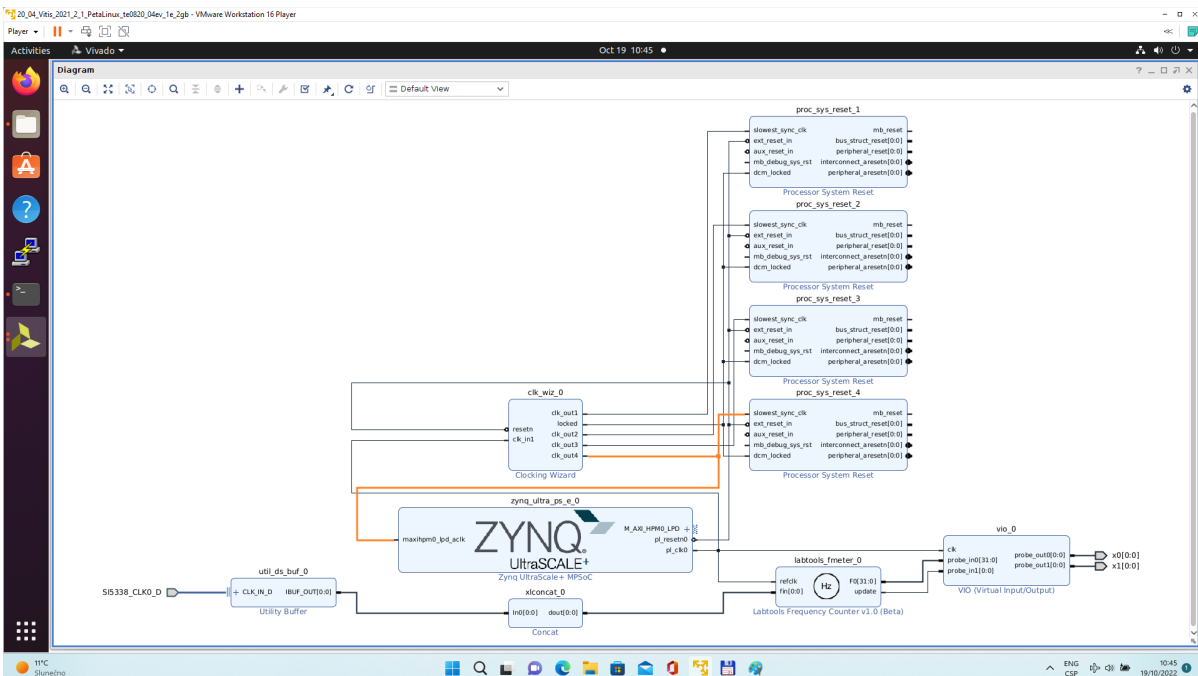 20_04_Vitis_2021_2_1_PetaLinux_te0820_04ev_1e_2gb - VMware Workstation 16 Player
Player
Activities
Vivado
Oct 19 10:45
Diagram
Default View
proc_sys_reset_1
slowest_sync_clk
mb_reset
ext_reset_in
bus_struct_reset[0:0]
aux_reset_in
peripheral_reset[0:0]
mb_debug_sys_rst
interconnect_aresetn[0:0]
dcm_locked
peripheral_aresetn[0:0]
Processor System Reset
proc_sys_reset_2
slowest_sync_clk
mb_reset
ext_reset_in
bus_struct_reset[0:0]
aux_reset_in
peripheral_reset[0:0]
mb_debug_sys_rst
interconnect_aresetn[0:0]
dcm_locked
peripheral_aresetn[0:0]
Processor System Reset
proc_sys_reset_3
slowest_sync_clk
mb_reset
ext_reset_in
bus_struct_reset[0:0]
aux_reset_in
peripheral_reset[0:0]
mb_debug_sys_rst
interconnect_aresetn[0:0]
dcm_locked
peripheral_aresetn[0:0]
Processor System Reset
proc_sys_reset_4
slowest_sync_clk
mb_reset
ext_reset_in
bus_struct_reset[0:0]
aux_reset_in
peripheral_reset[0:0]
mb_debug_sys_rst
interconnect_aresetn[0:0]
dcm_locked
peripheral_aresetn[0:0]
Processor System Reset
clk_wiz_0
clk_out1
locked
resetn
clk_out2
clk_in1
clk_out3
clk_out4
Clocking Wizard
zynq_ultra_ps_e_0
M_AXI_HPM0_LPD
maxihpm0_lpd_aclk
ZYNQ
UltraSCALE+
pl_resetn0
pl_clk0
Zynq UltraScale+ MPSoC
util_ds_buf_0
SI5338_CLK0_D
CLK_IN_D
IBUF_OUT[0:0]
Utility Buffer
xlconcat_0
In0[0:0]
dout[0:0]
Concat
labtools_fmeter_0
refclk
F0[31:0]
fin[0:0]
update
Hz
Labtools Frequency Counter v1.0 (Beta)
vio_0
clk
probe_in0[31:0]
probe_out0[0:0]
probe_in1[0:0]
probe_out1[0:0]
VIO (Virtual Input/Output)
x0[0:0]
x1[0:0]
11°C
Slunečno
ENG
CSP
10:45
19/10/2022
1